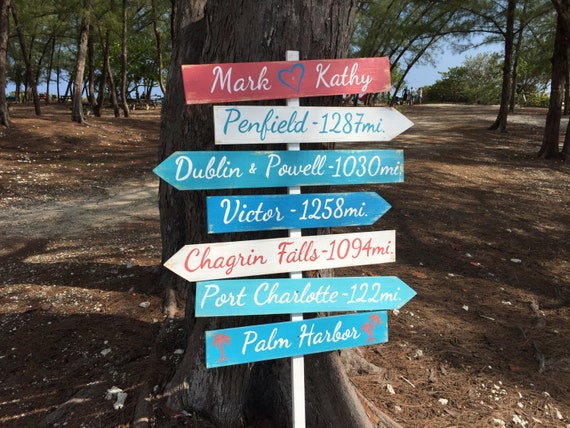 Mark Kathy
Penfield-1287mi.
Dublin & Powell-1030mi.
Victor-1258mi.
Chagrin Falls-1094mi.
Port Charlotte-122mi.
Palm Harbor